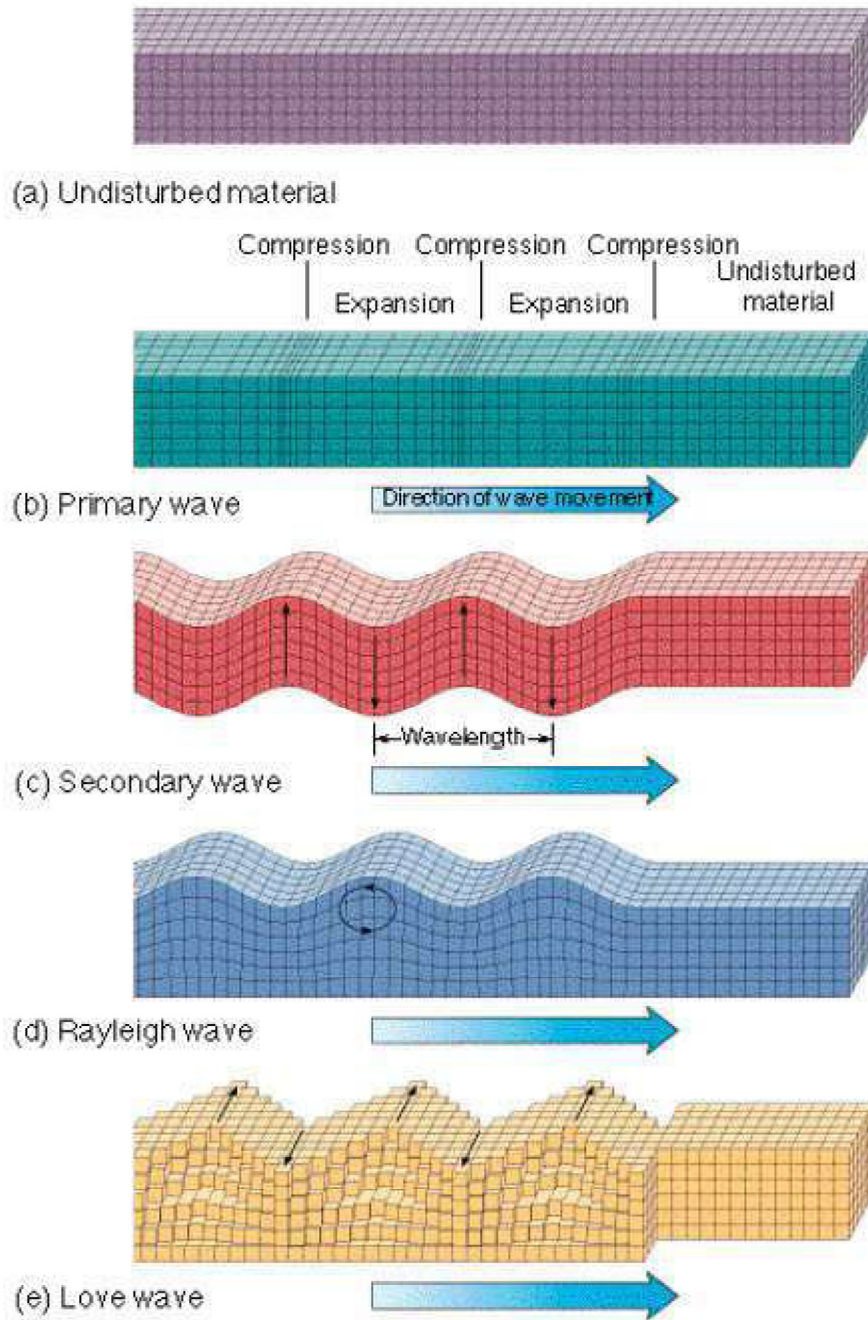 (a) Undisturbed material
Compression Compression Compression
Undisturbed
material
Expansion Expansion
(b) Primary wave
Direction of wave movement
Wavelength
(c) Secondary wave
(d) Rayleigh wave
(e) Love wave